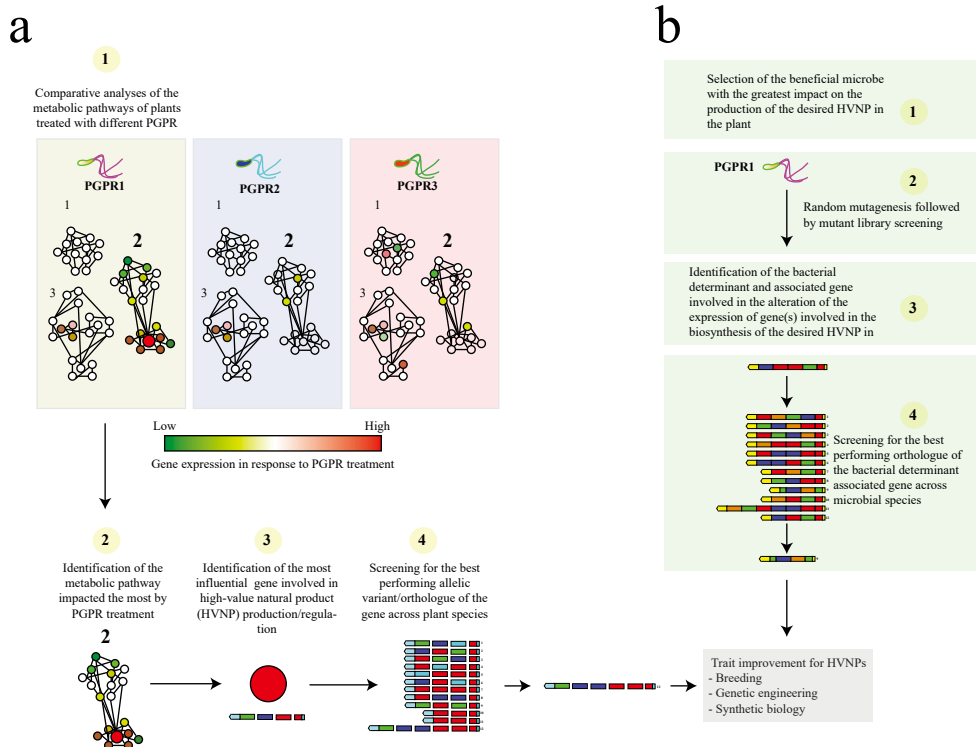 a
1
Comparative analyses of the
metabolic pathways of plants
treated with different PGPR
PGPR1
1
2
3
PGPR2
1
2
3
PGPR3
1
2
3
Low
High
Gene expression in response to PGPR treatment
2
Identification of the
metabolic pathway
impacted the most by
PGPR treatment
2
3
Identification of the most
influential gene involved in
high-value natural product
(HVNP) production/regula-
tion
4
Screening for the best
performing allelic
variant/orthologue of the
gene across plant species
b
Selection of the beneficial microbe
with the greatest impact on the
production of the desired HVNP in
the plant
1
PGPR1
2
Random mutagenesis followed
by mutant library screening
Identification of the bacterial
determinant and associated gene
involved in the alteration of the
expression of gene(s) involved in the
biosynthesis of the desired HVNP in
3
4
Screening for the best
performing orthologue of
the bacterial determinant
associated gene across
microbial species
Trait improvement for HVNPs
- Breeding
- Genetic engineering
- Synthetic biology